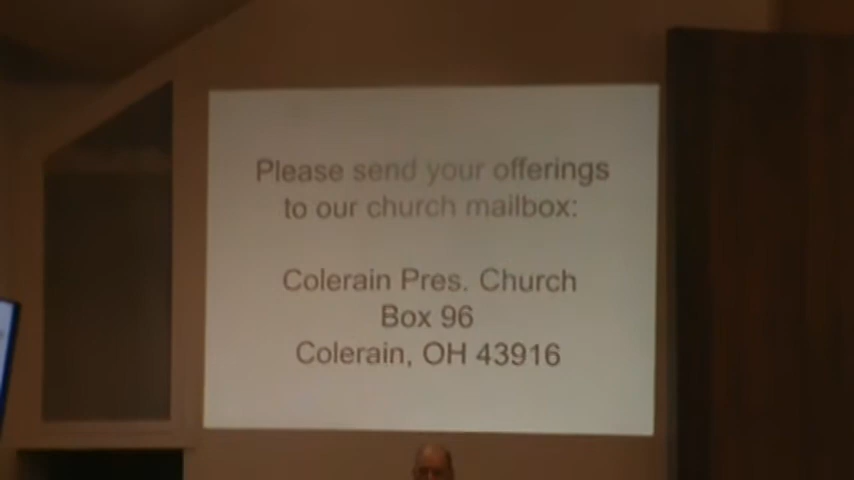 Please send your offerings
to our church mailbox:
Colerain Pres. Church
Box 96
Colerain, OH 43916